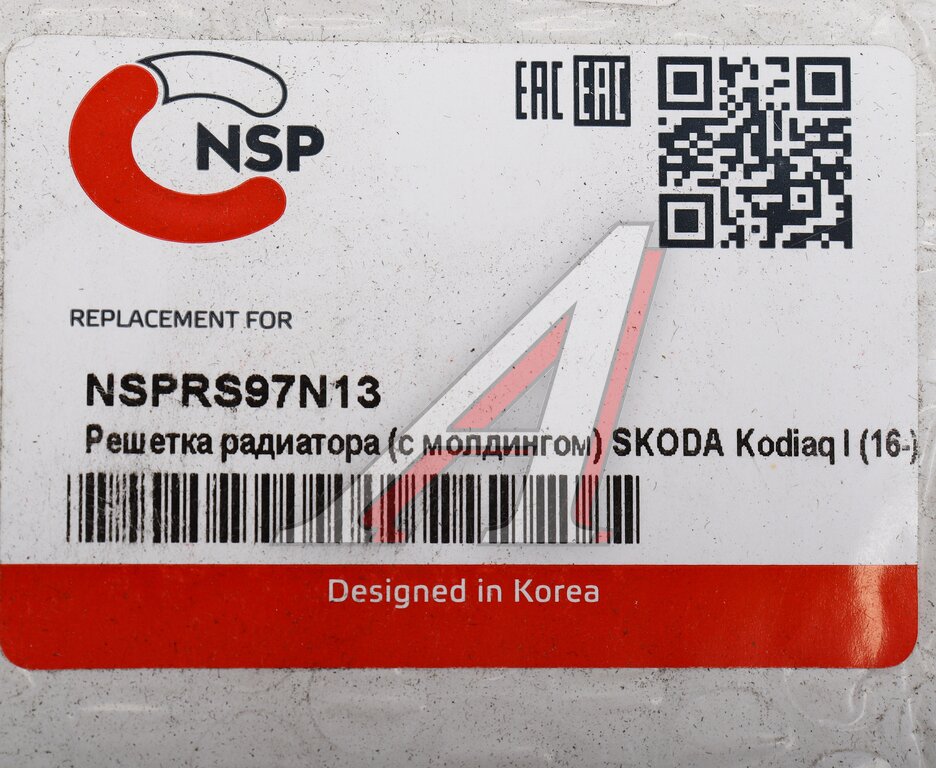 NSP
EAC EAC
REPLACEMENT FOR
NSPRS97N13
Решетка радиатора (с молдингом) SKODA Kodiaq I (16-)
Designed in Korea